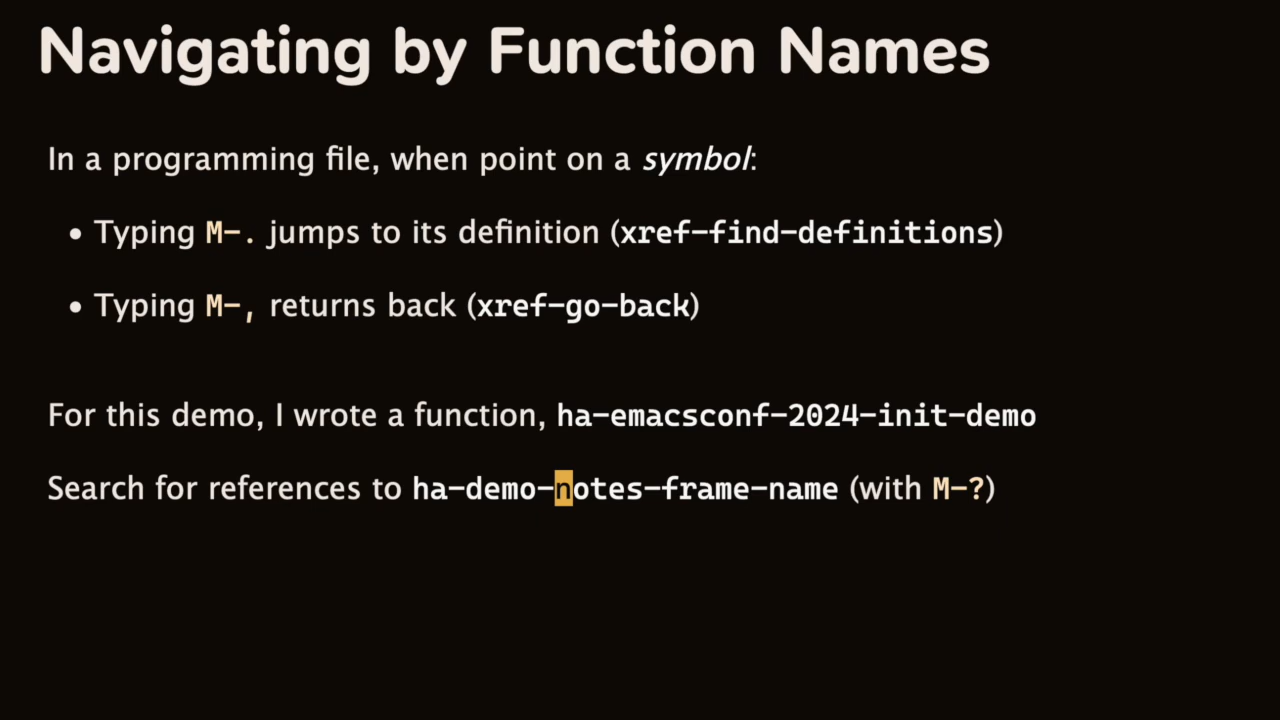 Navigating by Function Names
In a programming file, when point on a symbol:
• Typing M-. jumps to its definition (xref-find-definitions)
• Typing M-, returns back (xref-go-back)
For this demo, I wrote a function, ha-emacsconf-2024-init-demo
Search for references to ha-demo-notes-frame-name (with M-?)